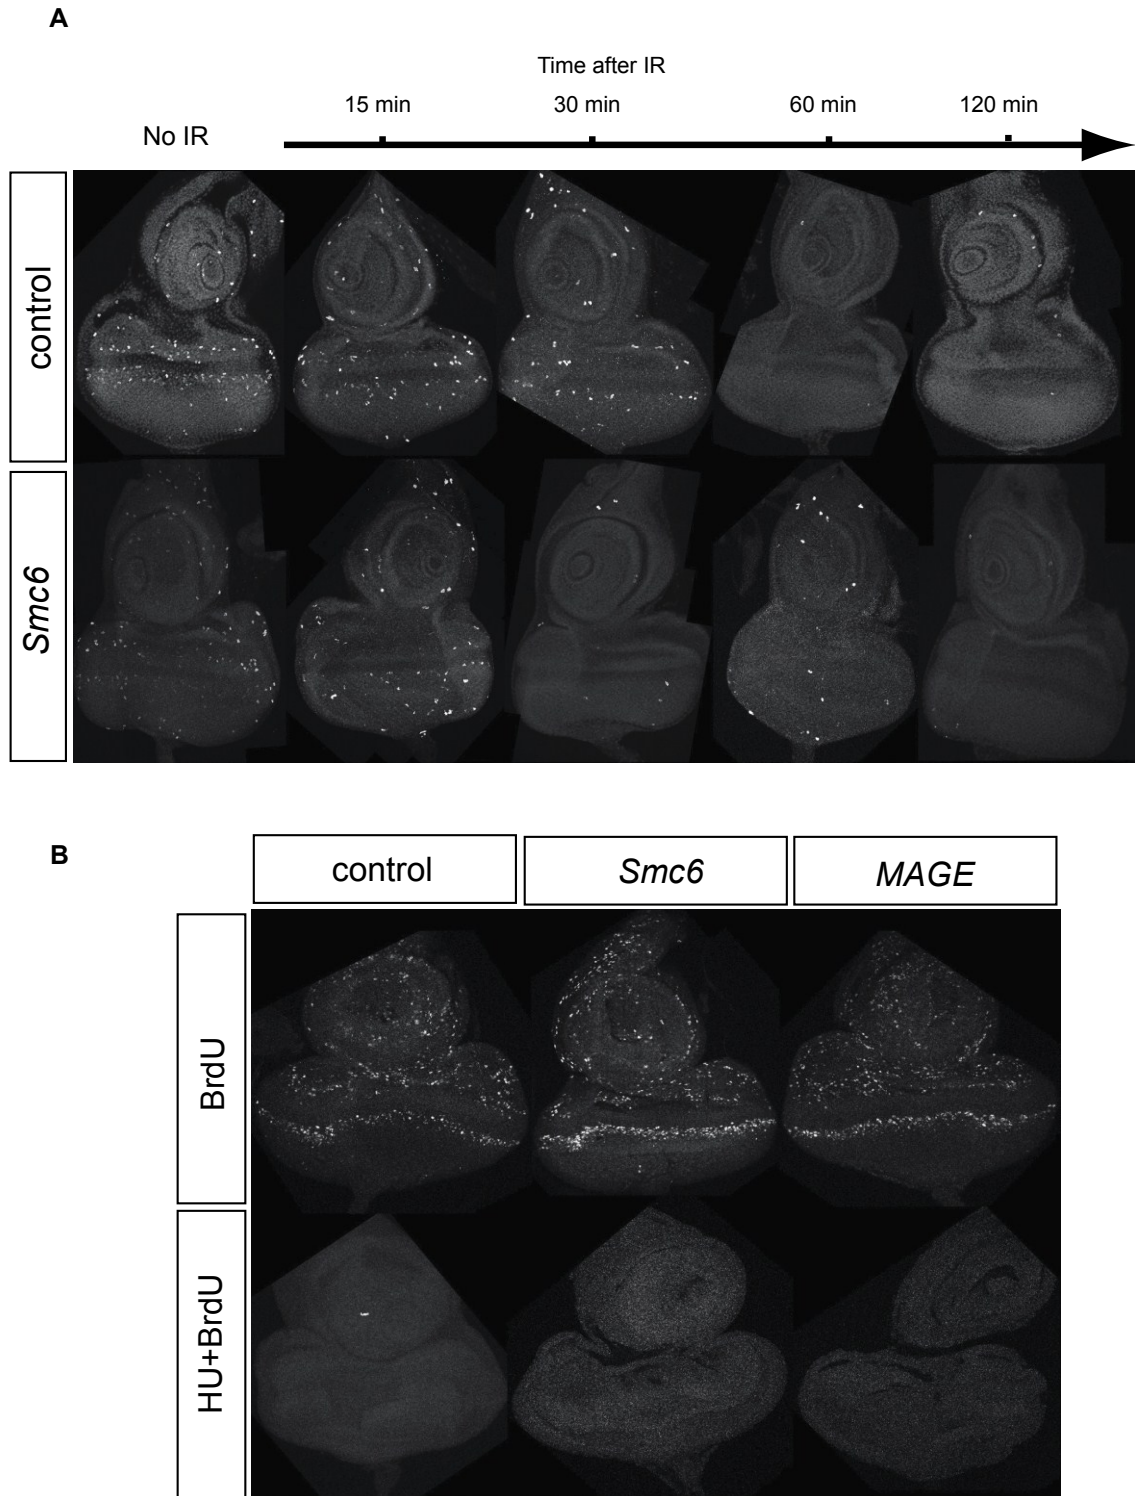 A
Time after IR
15 min 30 min 60 min 120 min
No IR
control
Smc6
B
control Smc6 MAGE
BrdU
HU+BrdU